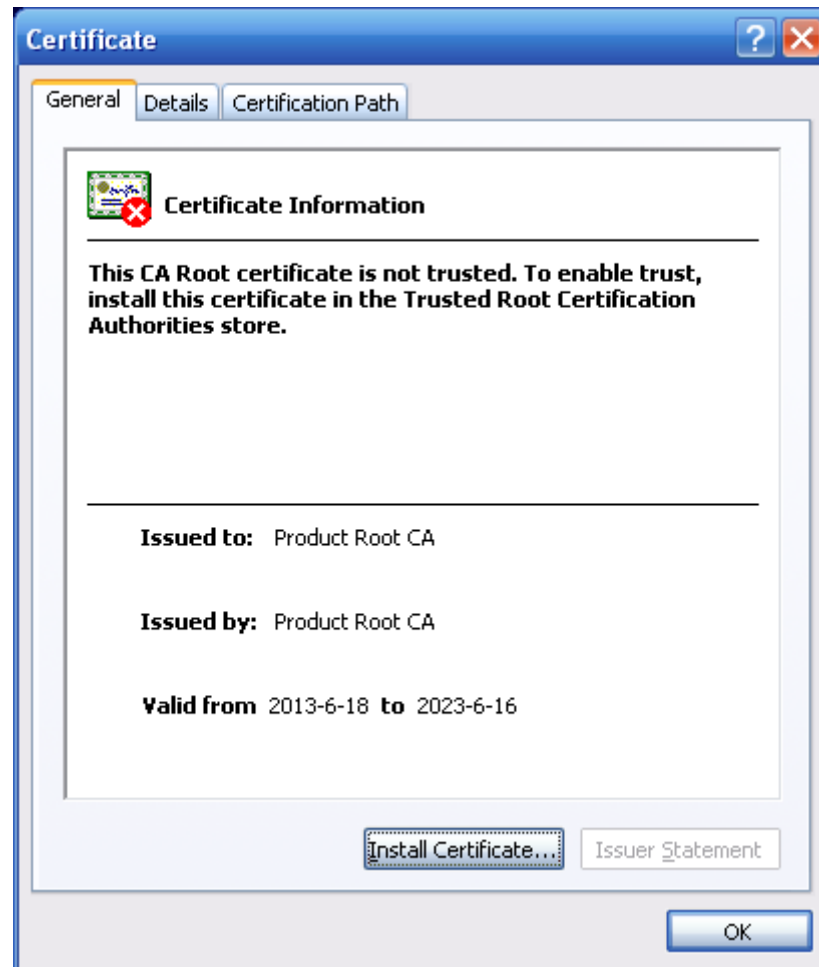 Certificate
General Details Certification Path
Certificate Information
This CA Root certificate is not trusted. To enable trust,
install this certificate in the Trusted Root Certification
Authorities store.
Issued to: Product Root CA
Issued by: Product Root CA
Valid from 2013-6-18 to 2023-6-16
Install Certificate... Issuer Statement
OK